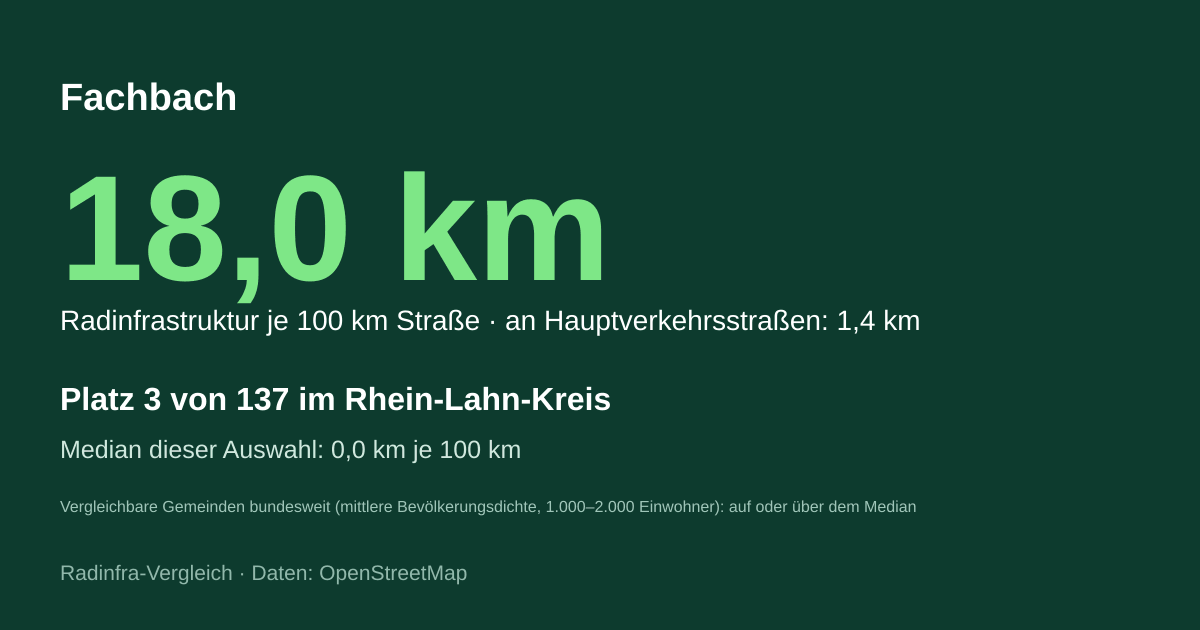 Fachbach
18,0 km
Radinfrastruktur je 100 km Straße · an Hauptverkehrsstraßen: 1,4 km
Platz 3 von 137 im Rhein-Lahn-Kreis
Median dieser Auswahl: 0,0 km je 100 km
Vergleichbare Gemeinden bundesweit (mittlere Bevölkerungsdichte, 1.000–2.000 Einwohner): auf oder über dem Median
Radinfra-Vergleich · Daten: OpenStreetMap